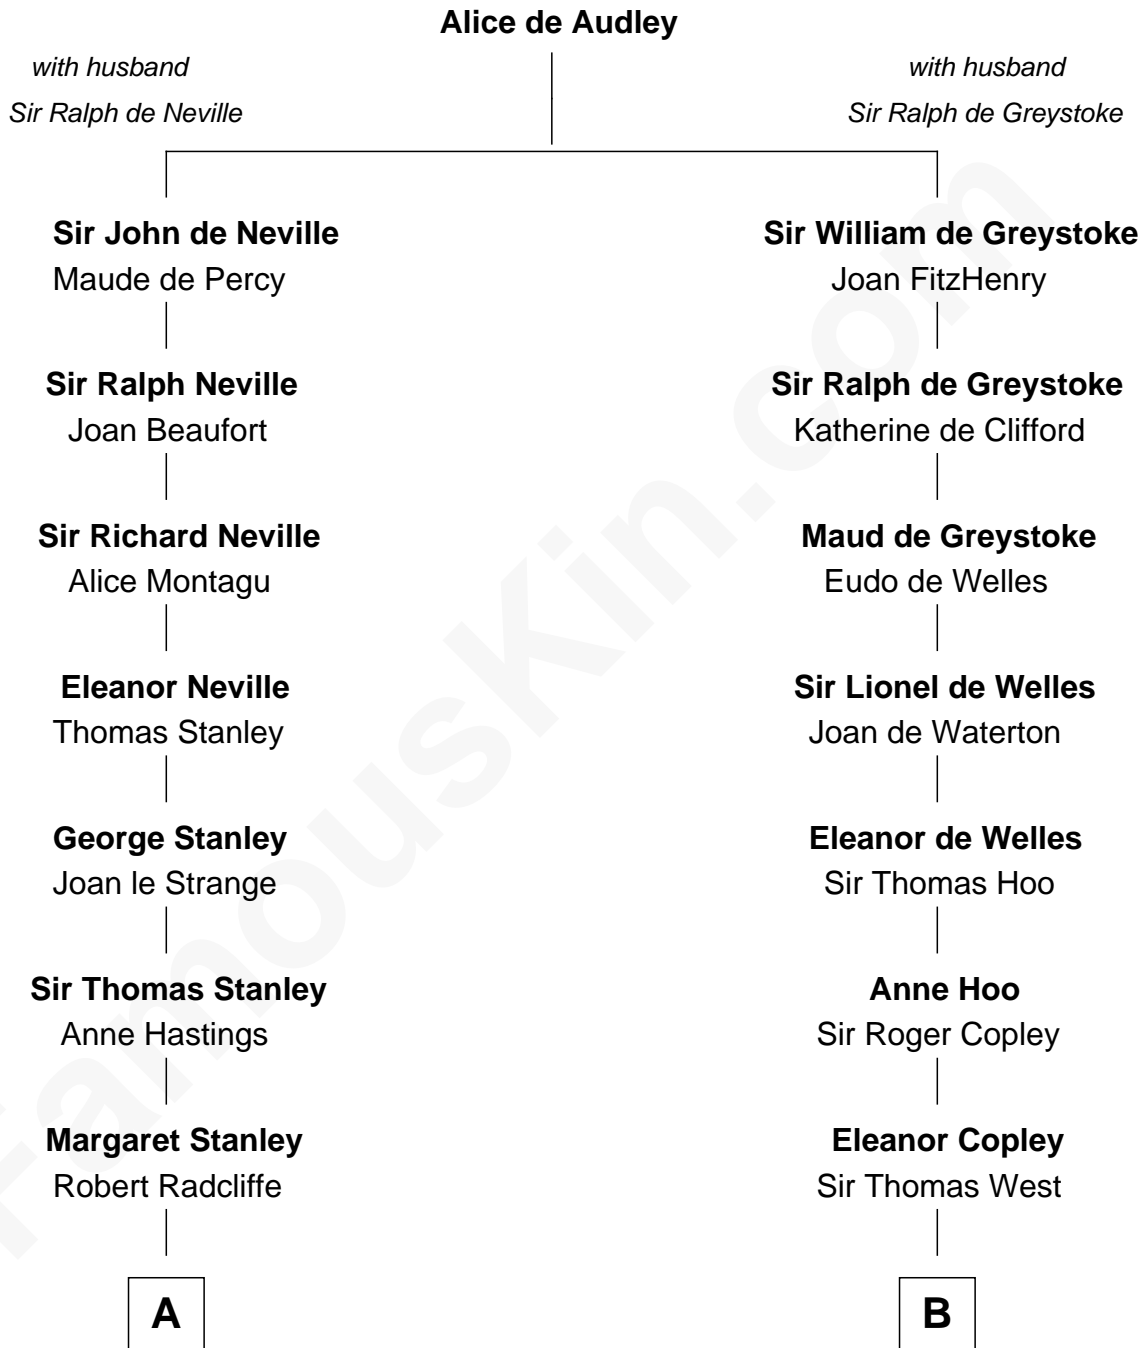 Alice de Audley
with husband
Sir Ralph de Neville
with husband
Sir Ralph de Greystoke
Sir John de Neville
Maude de Percy
Sir William de Greystoke
Joan FitzHenry
Sir Ralph Neville
Joan Beaufort
Sir Ralph de Greystoke
Katherine de Clifford
Sir Richard Neville
Alice Montagu
Maud de Greystoke
Eudo de Welles
Eleanor Neville
Thomas Stanley
Sir Lionel de Welles
Joan de Waterton
George Stanley
Joan le Strange
Eleanor de Welles
Sir Thomas Hoo
Sir Thomas Stanley
Anne Hastings
Anne Hoo
Sir Roger Copley
Margaret Stanley
Robert Radcliffe
Eleanor Copley
Sir Thomas West
A
B
FamousKin.com